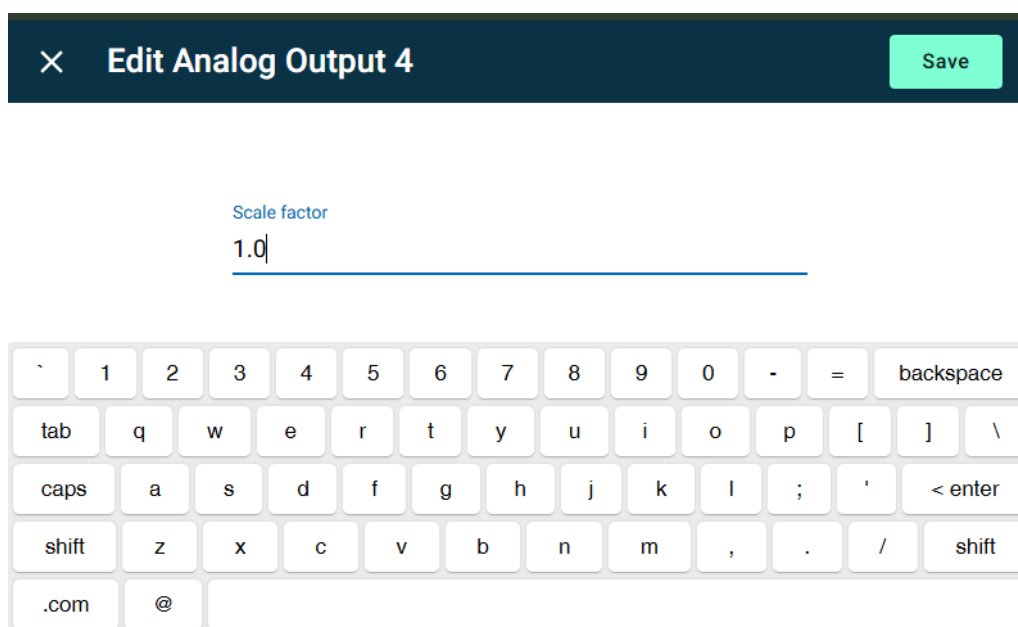 Edit Analog Output 4
Save
Scale factor
1.0
` 1 2 3 4 5 6 7 8 9 0 - = backspace
tab q w e r t y u i o p [ ] \
caps a s d f g h j k l ; ' < enter
shift z x c v b n m , . / shift
.com @